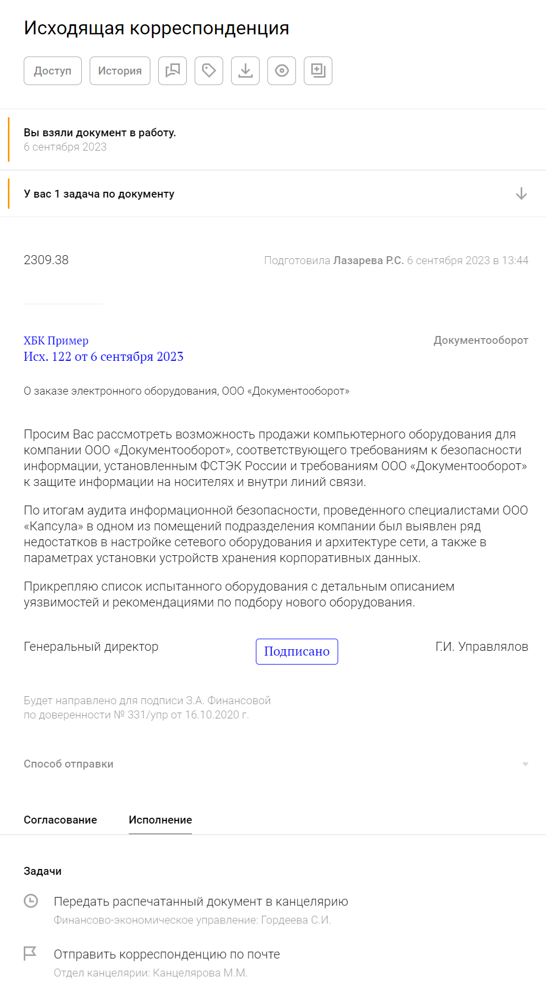 Исходящая корреспонденция
Доступ
История
Вы взяли документ в работу.
6 сентября 2023
У вас 1 задача по документу
2309.38
Подготовила Лазарева Р.С. 6 сентября 2023 в 13:44
ХБК Пример
Документооборот
Исх. 122 от 6 сентября 2023
О заказе электронного оборудования, ООО «Документооборот»
Просим Вас рассмотреть возможность продажи компьютерного оборудования для
компании ООО «Документооборот», соответствующего требованиям к безопасности
информации, установленным ФСТЭК России и требованиям ООО «Документооборот»
к защите информации на носителях и внутри линий связи.
По итогам аудита информационной безопасности, проведенного специалистами ООО
«Капсула» в одном из помещений подразделения компании был выявлен ряд
недостатков в настройке сетевого оборудования и архитектуре сети, а также в
параметрах установки устройств хранения корпоративных данных.
Прикрепляю список испытанного оборудования с детальным описанием
уязвимостей и рекомендациями по подбору нового оборудования.
Генеральный директор
Подписано
Г.И. Управлялов
Будет направлено для подписи З.А. Финансовой
по доверенности № 331/упр от 16.10.2020 г.
Способ отправки
Согласование
Исполнение
Задачи
Передать распечатанный документ в канцелярию
Финансово-экономическое управление: Гордеева С.И.
Отправить корреспонденцию по почте
Отдел канцелярии: Канцелярова М.М.